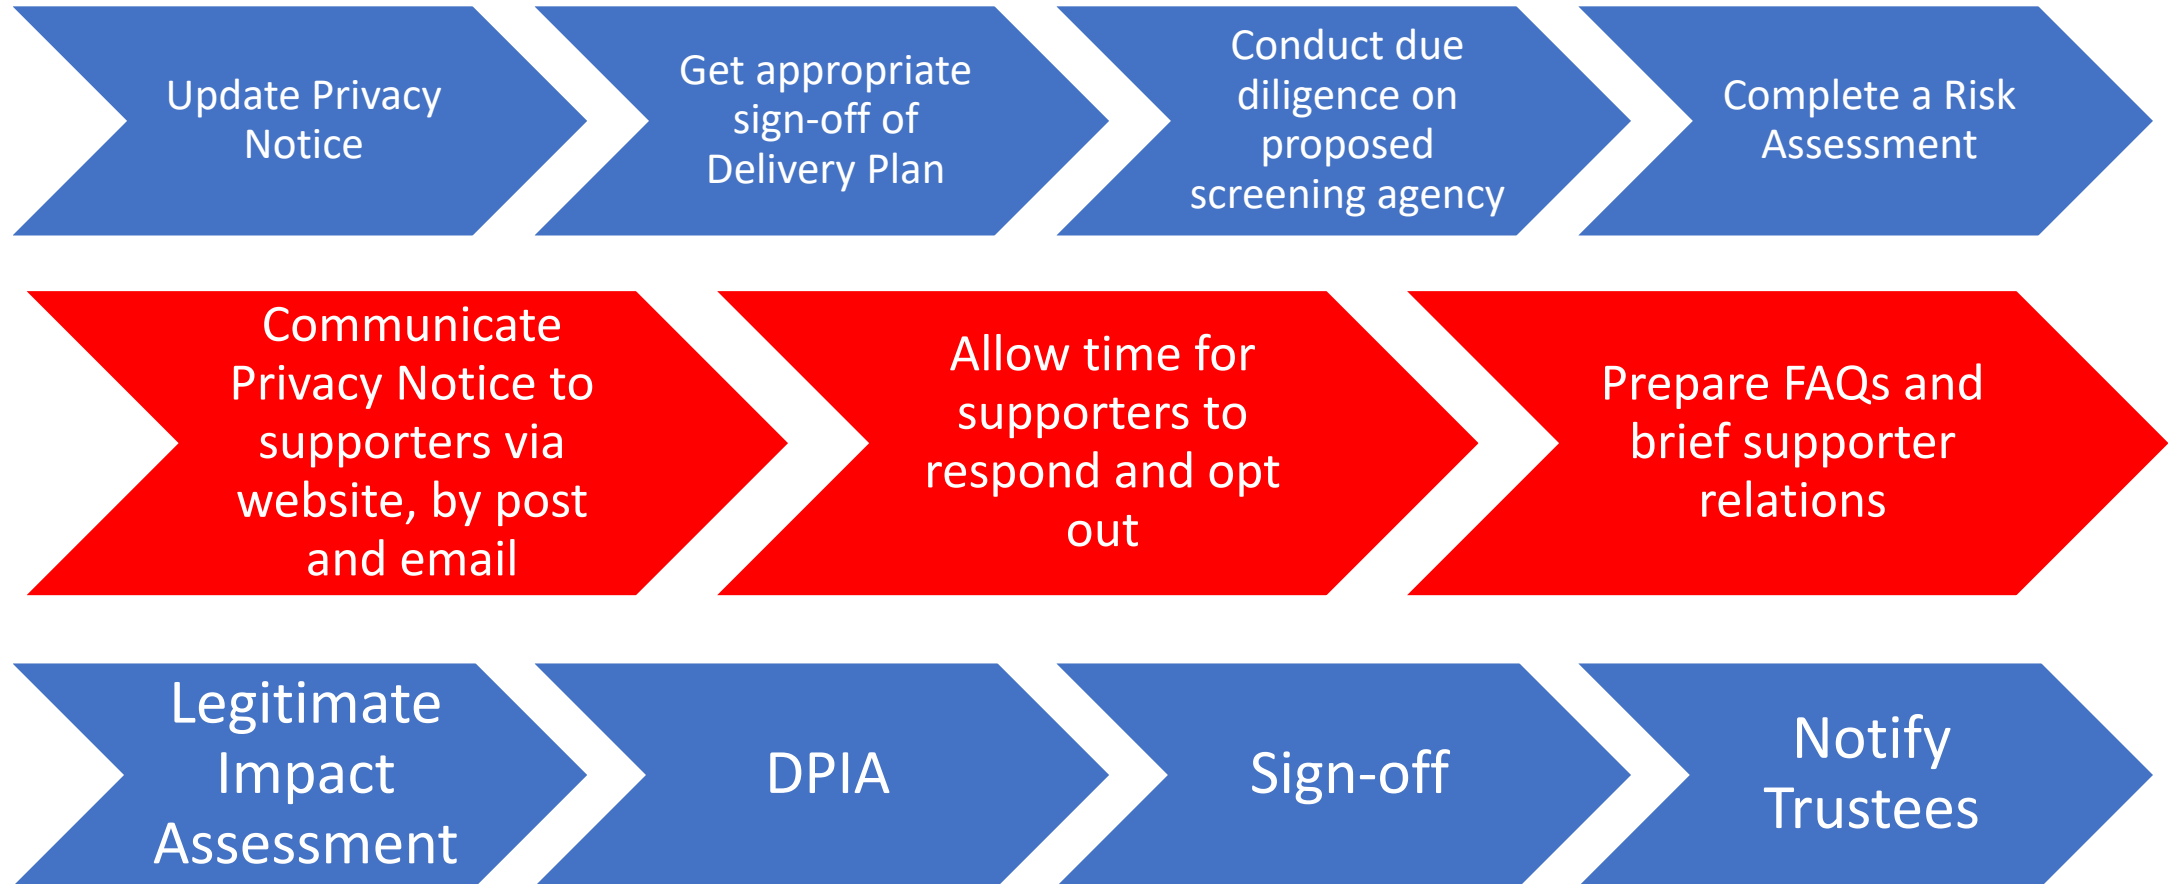 Update Privacy
Notice
Get appropriate
sign-off of
Delivery Plan
Conduct due
diligence on
proposed
screening agency
Complete a Risk
Assessment
Communicate
Privacy Notice to
supporters via
website, by post
and email
Allow time for
supporters to
respond and opt
out
Prepare FAQs and
brief supporter
relations
Legitimate
Impact
Assessment
DPIA
Sign-off
Notify
Trustees